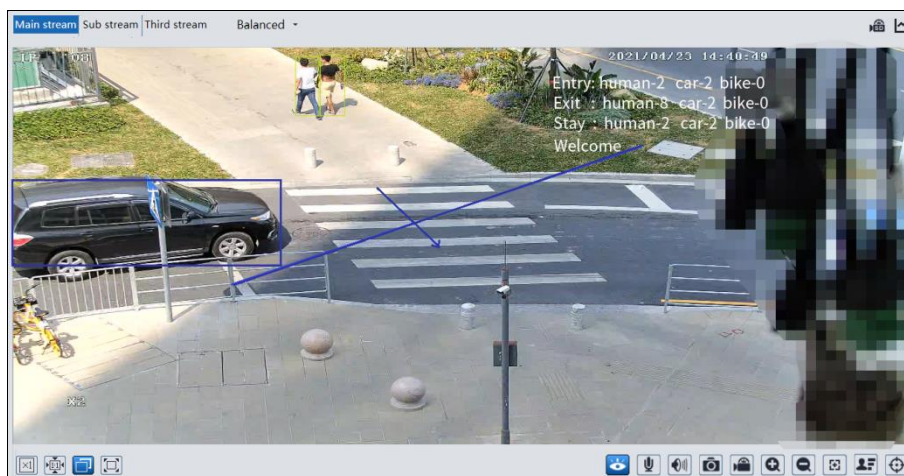 Main stream Sub stream Third stream Balanced
2021/04/23 14:40:49
Entry: human-2 car-2 bike-0
Exit : human-8 car-2 bike-0
Stay : human-2 car-2 bike-0
Welcome